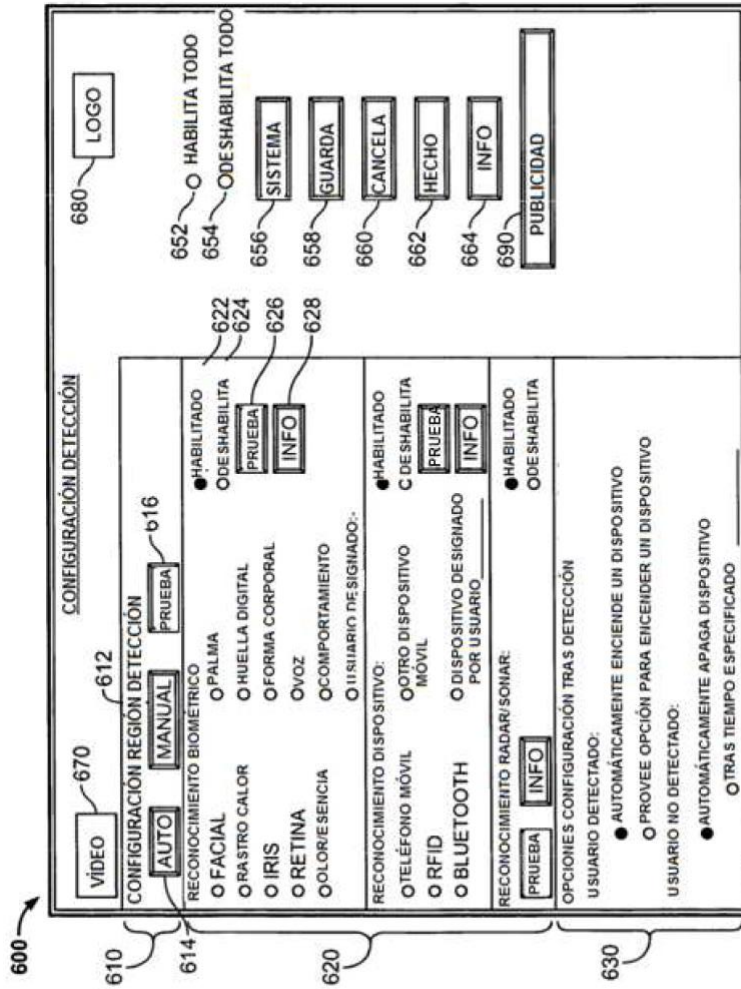 600
CONFIGURACIÓN DETECCIÓN
670
VÍDEO
680
LOGO
612
610
CONFIGURACIÓN REGIÓN DETECCIÓN
614
AUTO
MANUAL
PRUEBA
616
620
RECONOCIMIENTO BIOMÉTRICO
FACIAL
RASTRO CALOR
IRIS
RETINA
OLOR/ESENCIA
PALMA
HUELLA DIGITAL
FORMA CORPORAL
VOZ
COMPORTAMIENTO
USUARIO DESIGNADO:-
HABILITADO
622
DESHABILITA
624
PRUEBA
626
INFO
628
RECONOCIMIENTO DISPOSITIVO:
TELÉFONO MÓVIL
RFID
BLUETOOTH
OTRO DISPOSITIVO
MÓVIL
DISPOSITIVO DESIGNADO
POR USUARIO
HABILITADO
DESHABILITA
PRUEBA
INFO
RECONOCIMIENTO RADAR/SONAR:
PRUEBA
INFO
HABILITADO
DESHABILITA
630
OPCIONES CONFIGURACIÓN TRAS DETECCIÓN
USUARIO DETECTADO:
AUTOMÁTICAMENTE ENCIENDE UN DISPOSITIVO
PROVEE OPCIÓN PARA ENCENDER UN DISPOSITIVO
USUARIO NO DETECTADO:
AUTOMÁTICAMENTE APAGA DISPOSITIVO
TRAS TIEMPO ESPECIFICADO
652
HABILITA TODO
654
DESHABILITA TODO
656
SISTEMA
658
GUARDA
660
CANCELA
662
HECHO
664
INFO
690
PUBLICIDAD